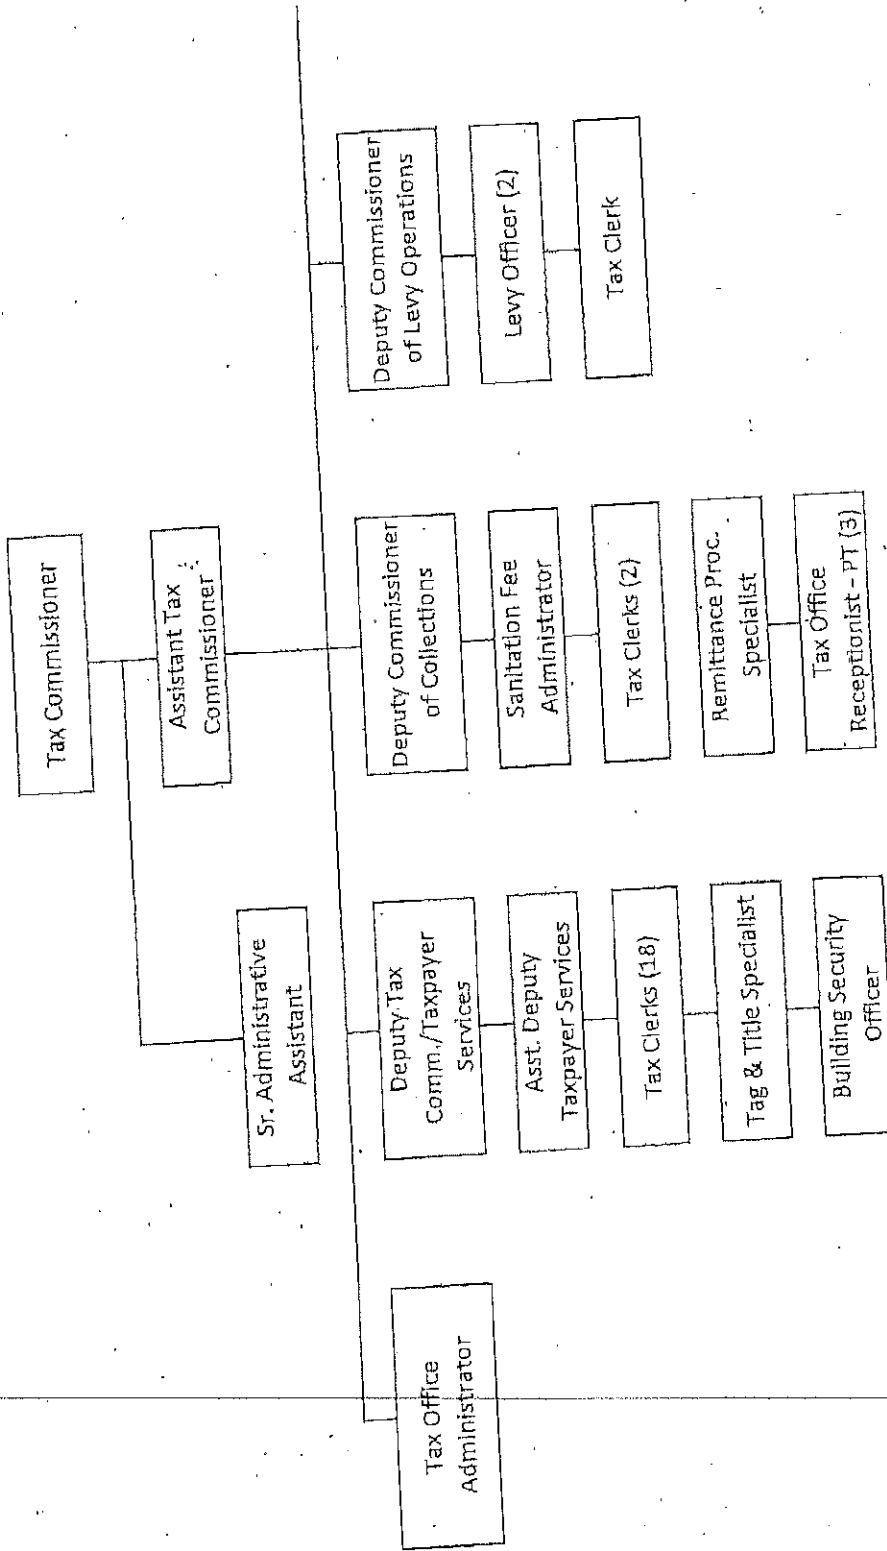 Tax Commissioner
Assistant Tax
Commissioner
Sr. Administrative
Assistant
Tax Office
Administrator
Deputy Tax
Comm./Taxpayer
Services
Asst. Deputy
Taxpayer Services
Tax Clerks (18)
Tag & Title Specialist
Building Security
Officer
Deputy Commissioner
of Collections
Sanitation Fee
Administrator
Tax Clerks (2)
Remittance Proc.
Specialist
Tax Office
Receptionist - PT (3)
Deputy Commissioner
of Levy Operations
Levy Officer (2)
Tax Clerk